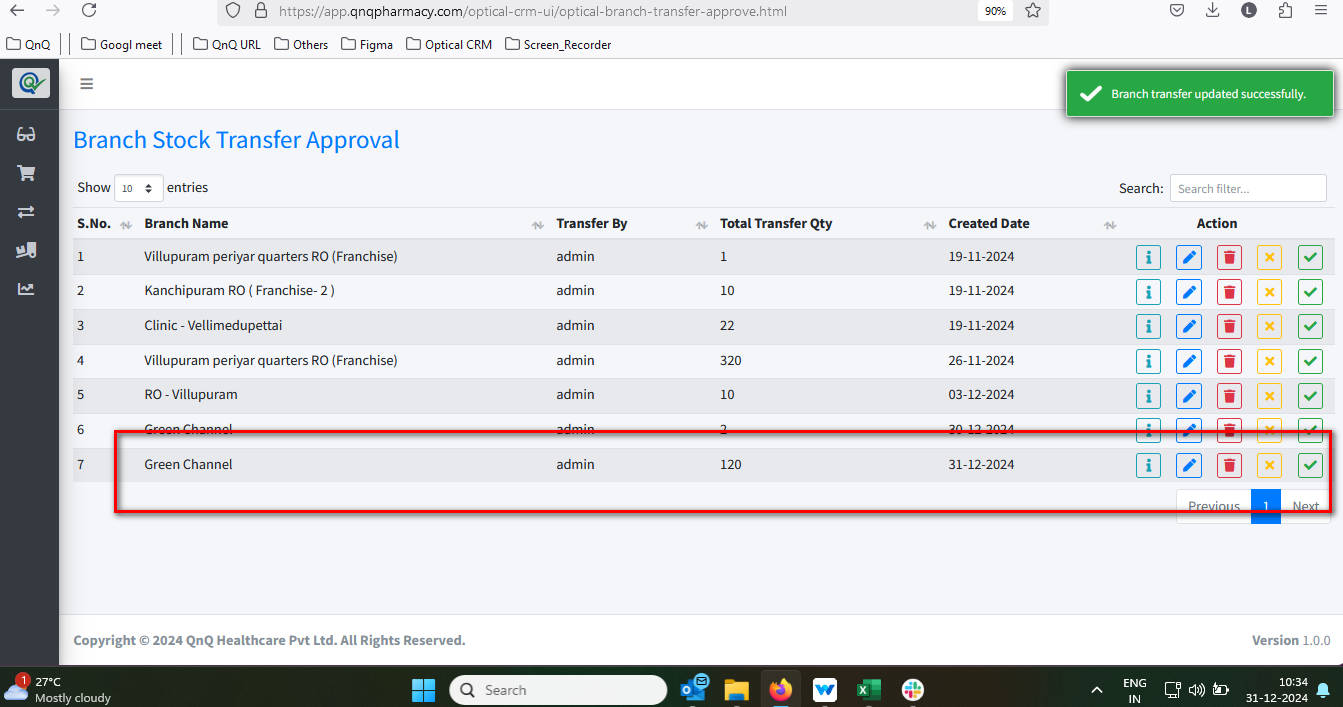 https://app.qnqpharmacy.com/optical-crm-ui/optical-branch-transfer-approve.html 90% L
QnQ Googl meet QnQ URL Others Figma Optical CRM Screen_Recorder
Branch transfer updated successfully.
Branch Stock Transfer Approval
Show 10 entries Search: Search filter...
S.No. Branch Name Transfer By Total Transfer Qty Created Date Action
1 Villupuram periyar quarters RO (Franchise) admin 1 19-11-2024
2 Kanchipuram RO ( Franchise- 2 ) admin 10 19-11-2024
3 Clinic - Vellimedupettai admin 22 19-11-2024
4 Villupuram periyar quarters RO (Franchise) admin 320 26-11-2024
5 RO - Villupuram admin 10 03-12-2024
6 Green Channel admin 2 30-12-2024
7 Green Channel admin 120 31-12-2024
Previous 1 Next
Copyright © 2024 QnQ Healthcare Pvt Ltd. All Rights Reserved. Version 1.0.0
1 27°C
Mostly cloudy
Search
ENG
IN
10:34
31-12-2024